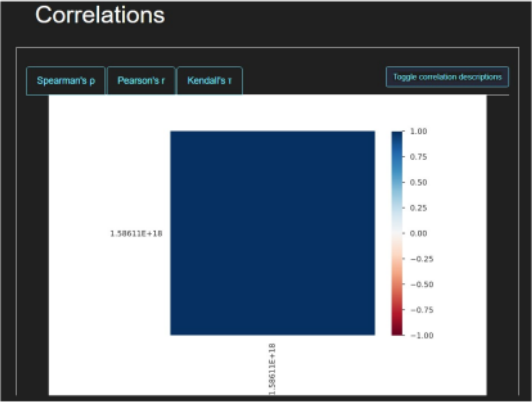 Correlations
Spearman's ρ
Pearson's r
Kendall's τ
Toggle correlation descriptions
1.00
0.75
0.50
0.25
1.58611E+18
0.00
−0.25
−0.50
−0.75
−1.00
1.58611E+18